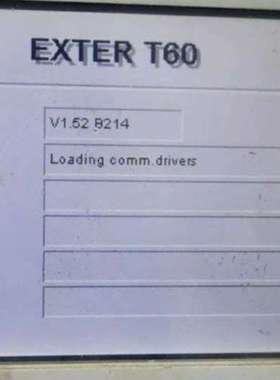 EXTER T60
V1.52 B214
Loading comm.drivers